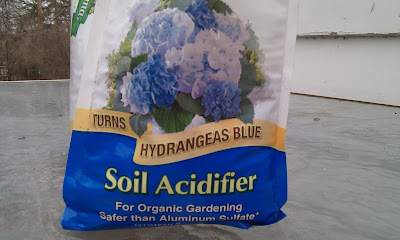 TURNS
HYDRANGEAS BLUE
Soil Acidifier
For Organic Gardening
Safer than Aluminum Sulfate*